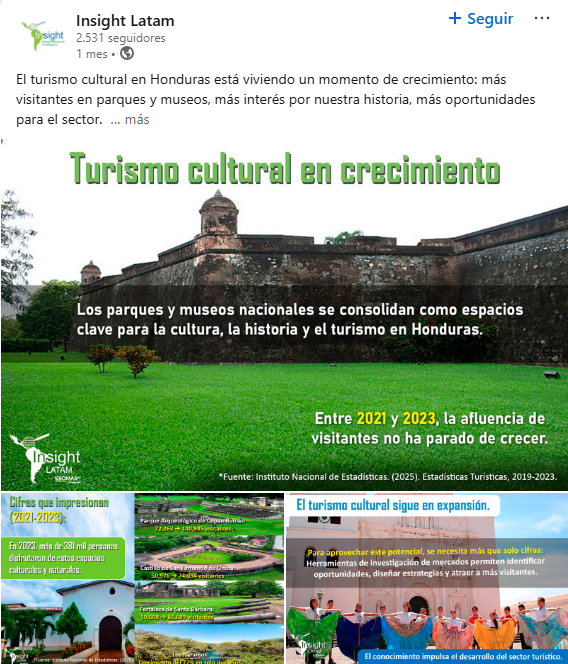 Insight Latam
+ Seguir ...
2.531 seguidores
1 mes •
El turismo cultural en Honduras está viviendo un momento de crecimiento: más
visitantes en parques y museos, más interés por nuestra historia, más oportunidades
para el sector. ... más
Turismo cultural en crecimiento
Los parques y museos nacionales se consolidan como espacios
clave para la cultura, la historia y el turismo en Honduras.
Entre 2021 y 2023, la afluencia de
visitantes no ha parado de crecer.
Insight
LATAM
ESOMAR
*Fuente: Instituto Nacional de Estadísticas. (2025). Estadísticas Turisticas, 2019-2023.
Cifras que impresionan
(2021-2023):
En 2023, más de 381 mil personas
disfrutaron de estos espacios
culturales y naturales.
Insight
Parque Arqueológico de Copán Ruinas:
Castillo de San Fernando de Omoa:
Fortaleza de Santa Bárbara:
Los Naranjos
El turismo cultural sigue en expansión.
Para aprovechar este potencial, se necesita más que solo cifras:
Herramientas de investigación de mercados permiten identificar
oportunidades, diseñar estrategias y atraer a más visitantes.
Insight
El conocimiento impulsa el desarrollo del sector turístico.